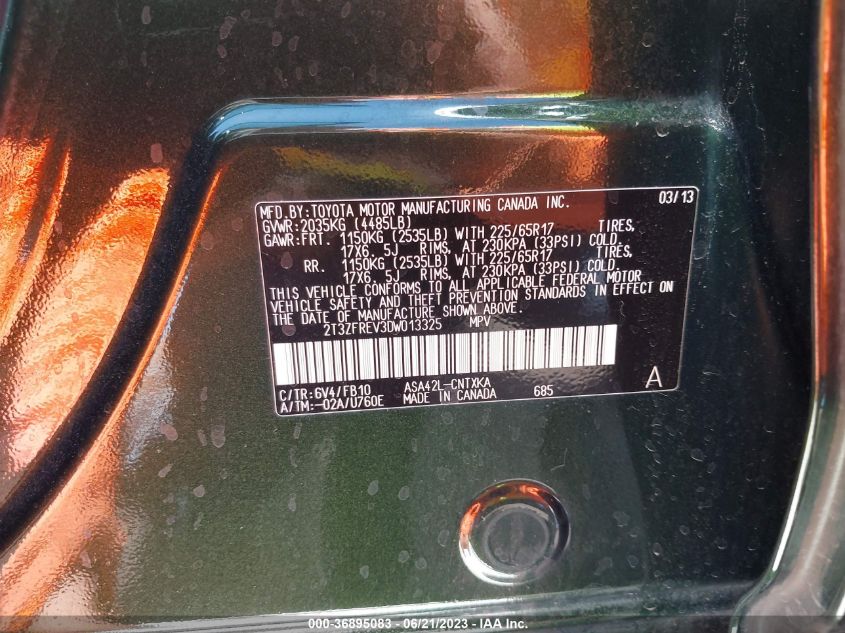 MFD.BY:TOYOTA MOTOR MANUFACTURING CANADA INC. 03/13
GVWR:2035KG (4485LB)
GAWR:FRT. 1150KG (2535LB) WITH 225/65R17 TIRES,
17X6. 5J RIMS, AT 230KPA (33PSI) COLD.
RR. 1150KG (2535LB) WITH 225/65R17 TIRES,
17X6. 5J RIMS, AT 230KPA (33PSI) COLD.
THIS VEHICLE CONFORMS TO ALL APPLICABLE FEDERAL MOTOR
VEHICLE SAFETY AND THEFT PREVENTION STANDARDS IN EFFECT ON
THE DATE OF MANUFACTURE SHOWN ABOVE.
2T3ZFREV3DW013325 MPV
C/TR:6V4/FB10 ASA42L-CNTXKA
A/TM:-02A/U760E MADE IN CANADA 685 A
000-36895083 - 06/21/2023 - IAA Inc.